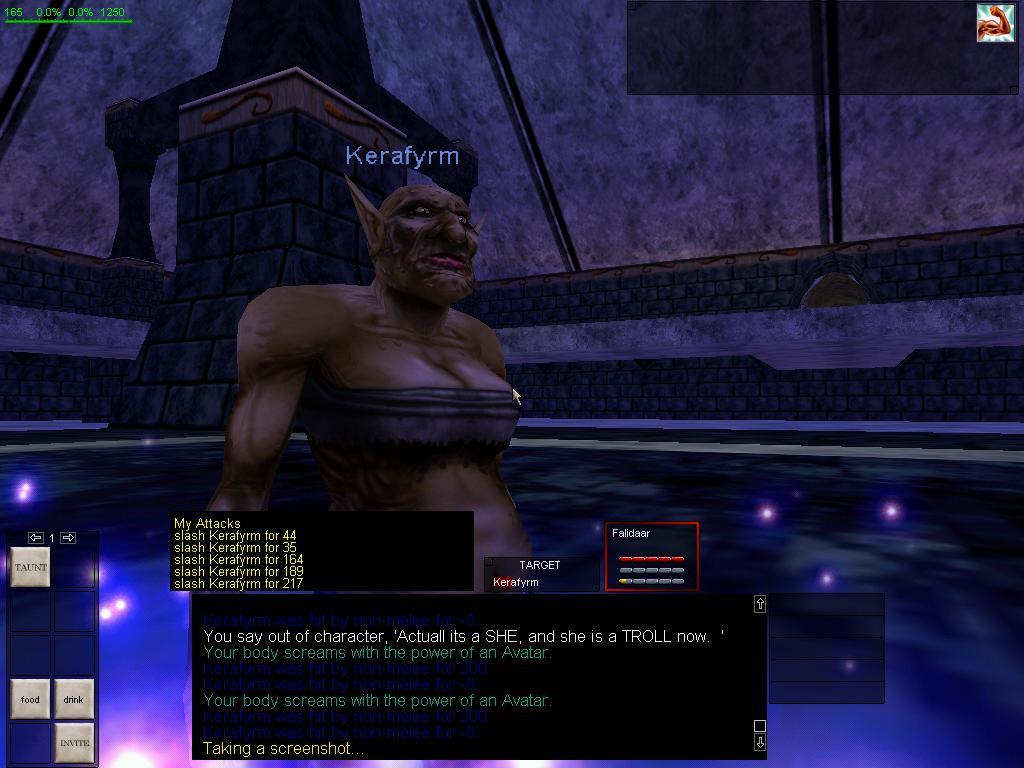 165 0.0% 0.0% 1250
Kerafyrm
My Attacks
slash Kerafyrm for 44
slash Kerafyrm for 35
slash Kerafyrm for 164
slash Kerafyrm for 189
slash Kerafyrm for 217
TARGET
Kerafyrm
Falidaar
1
TAUNT
food
drink
INVITE
Kerafyrm was hit by non-melee for -8.
You say out of character, 'Actuall its a SHE, and she is a TROLL now. '
Your body screams with the power of an Avatar.
Kerafyrm was hit by non-melee for 200.
Kerafyrm was hit by non-melee for -8.
Your body screams with the power of an Avatar.
Kerafyrm was hit by non-melee for 200.
Kerafyrm was hit by non-melee for -8.
Taking a screenshot...